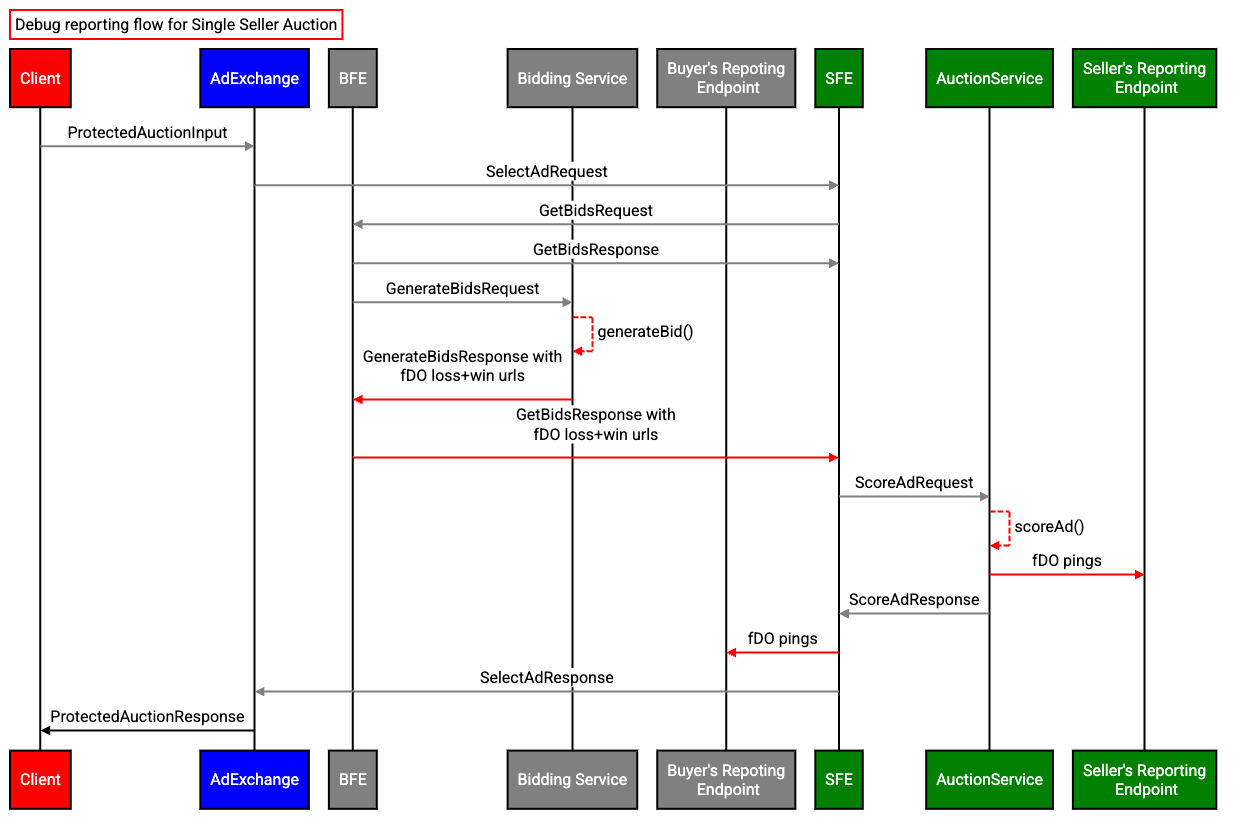 Debug reporting flow for Single Seller Auction
Client
AdExchange
BFE
Bidding Service
Buyer's Repoting
Endpoint
SFE
AuctionService
Seller's Reporting
Endpoint
ProtectedAuctionInput
SelectAdRequest
GetBidsRequest
GetBidsResponse
GenerateBidsRequest
generateBid()
GenerateBidsResponse with
fDO loss+win urls
GetBidsResponse with
fDO loss+win urls
ScoreAdRequest
scoreAd()
fDO pings
ScoreAdResponse
fDO pings
SelectAdResponse
ProtectedAuctionResponse
Client
AdExchange
BFE
Bidding Service
Buyer's Repoting
Endpoint
SFE
AuctionService
Seller's Reporting
Endpoint